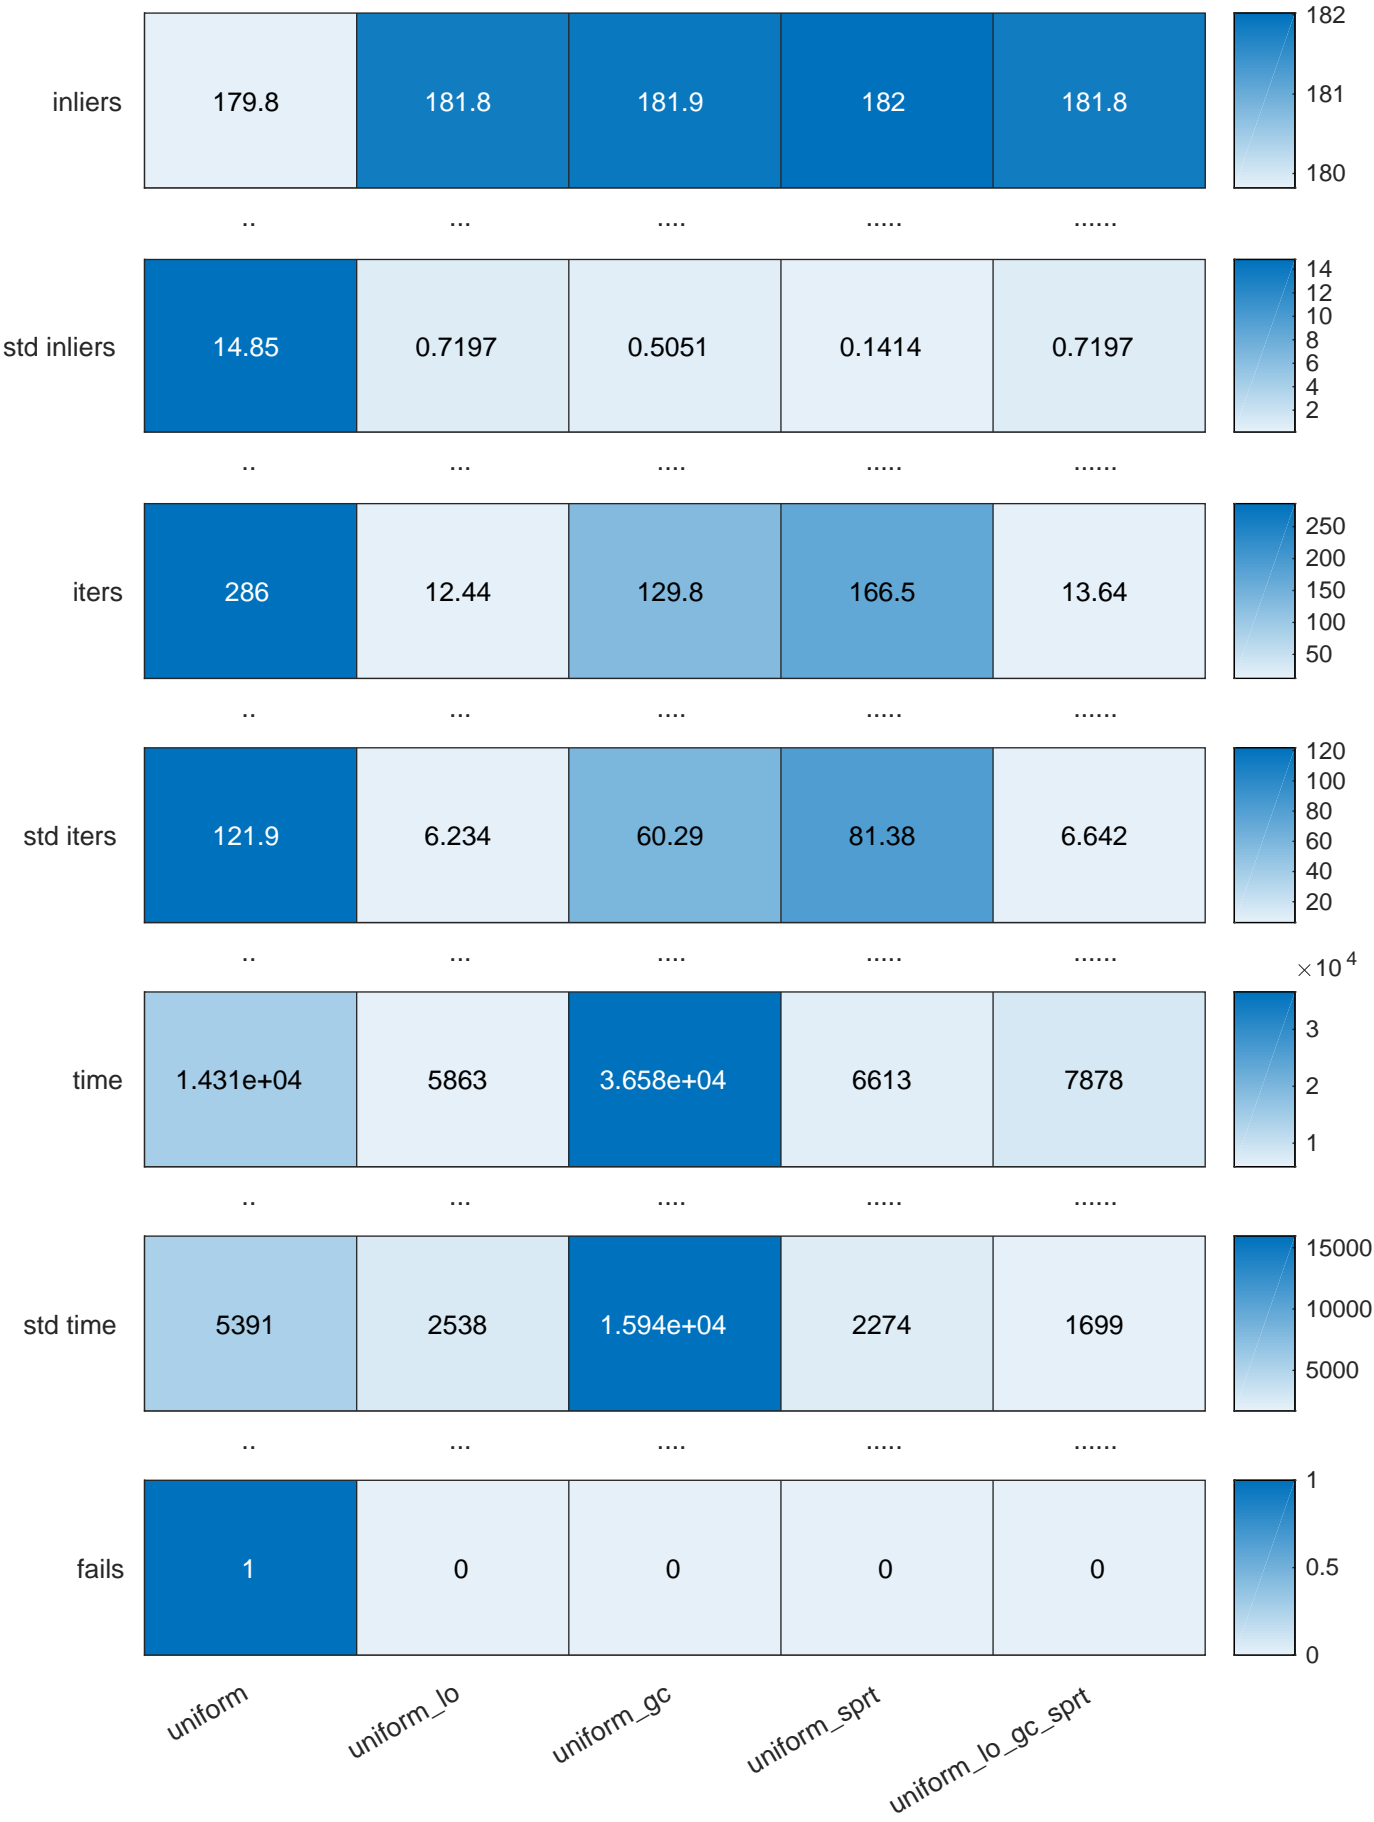 inliers 179.8 181.8 181.9 182 181.8
182
181
180
.. ... .... ..... ......
std inliers 14.85 0.7197 0.5051 0.1414 0.7197
14
12
10
8
6
4
2
.. ... .... ..... ......
iters 286 12.44 129.8 166.5 13.64
250
200
150
100
50
.. ... .... ..... ......
std iters 121.9 6.234 60.29 81.38 6.642
120
100
80
60
40
20
.. ... .... ..... ......
×10^4
time 1.431e+04 5863 3.658e+04 6613 7878
3
2
1
.. ... .... ..... ......
std time 5391 2538 1.594e+04 2274 1699
15000
10000
5000
.. ... .... ..... ......
fails 1 0 0 0 0
1
0.5
0
uniform uniform_lo uniform_gc uniform_sprt uniform_lo_gc_sprt